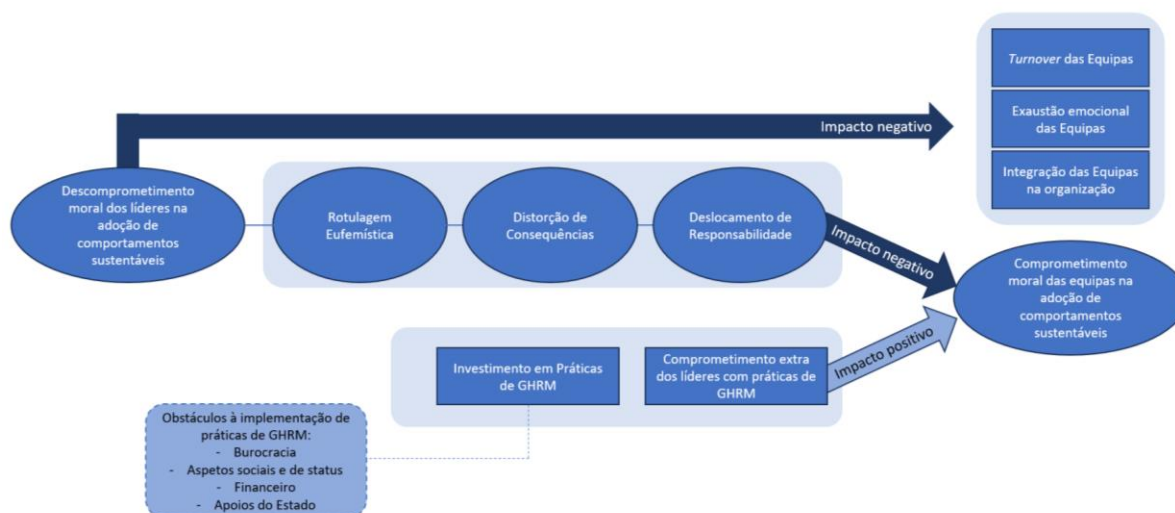 Turnover das Equipas
Exaustão emocional
das Equipas
Integração das Equipas
na organização
Impacto negativo
Descomprometimento
moral dos líderes na
adoção de
comportamentos
sustentáveis
Rotulagem
Eufemística
Distorção de
Consequências
Deslocamento de
Responsabilidade
Impacto negativo
Comprometimento
moral das equipas na
adoção de
comportamentos
sustentáveis
Investimento em Práticas
de GHRM
Comprometimento extra
dos líderes com práticas de
GHRM
Impacto positivo
Obstáculos à implementação de
práticas de GHRM:
- Burocracia
- Aspetos sociais e de status
- Financeiro
- Apoios do Estado